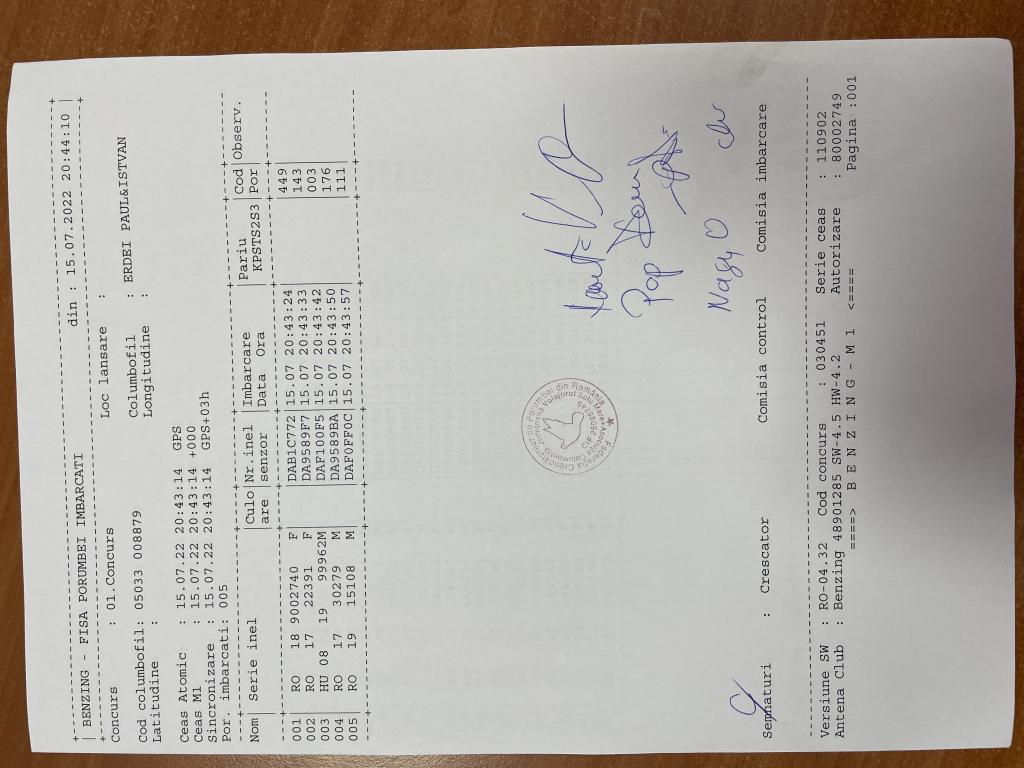 +-----------------------------------------------------------------------+
| BENZING - FISA PORUMBEI IMBARCATI din : 15.07.2022 20:44:10 |
+-----------------------------------------------------------------------+
Concurs : 01.Concurs Loc lansare :
Cod columbofil: 05033 008879 Columbofil : ERDEI PAUL&ISTVAN
Latitudine : Longitudine :
Ceas Atomic : 15.07.22 20:43:14 GPS
Ceas M1 : 15.07.22 20:43:14 +000
Sincronizare : 15.07.22 20:43:14 GPS+03h
Por. imbarcati: 005
Nom | Serie inel |Culo|Nr.inel |Imbarcare |Pariu |Cod |Observ.
| |are |senzor |Data Ora | KPSTS2S3|Por |
001 | RO 18 9002740 F | |DAB1C772|15.07 20:43:24| |449 |
002 | RO 17 22391 F | |DA9589F7|15.07 20:43:33| |143 |
003 | HU 08 19 99962M | |DAF100F5|15.07 20:43:42| |003 |
004 | RO 17 30279 M | |DA9589BA|15.07 20:43:50| |176 |
005 | RO 19 15108 M | |DAF0FF0C|15.07 20:43:57| |111 |
Pop
Nagy
Federatia Crescatorilor de Porumbei din România
Semnaturi : Crescator Comisia control Comisia imbarcare
Versiune SW : RO-04.32 Cod concurs : 030451 Serie ceas : 110902
Antena Club : Benzing 48901285 SW-4.5 HW-4.2 Autorizare : 80002749
====> B E N Z I N G - M 1 <==== Pagina :001